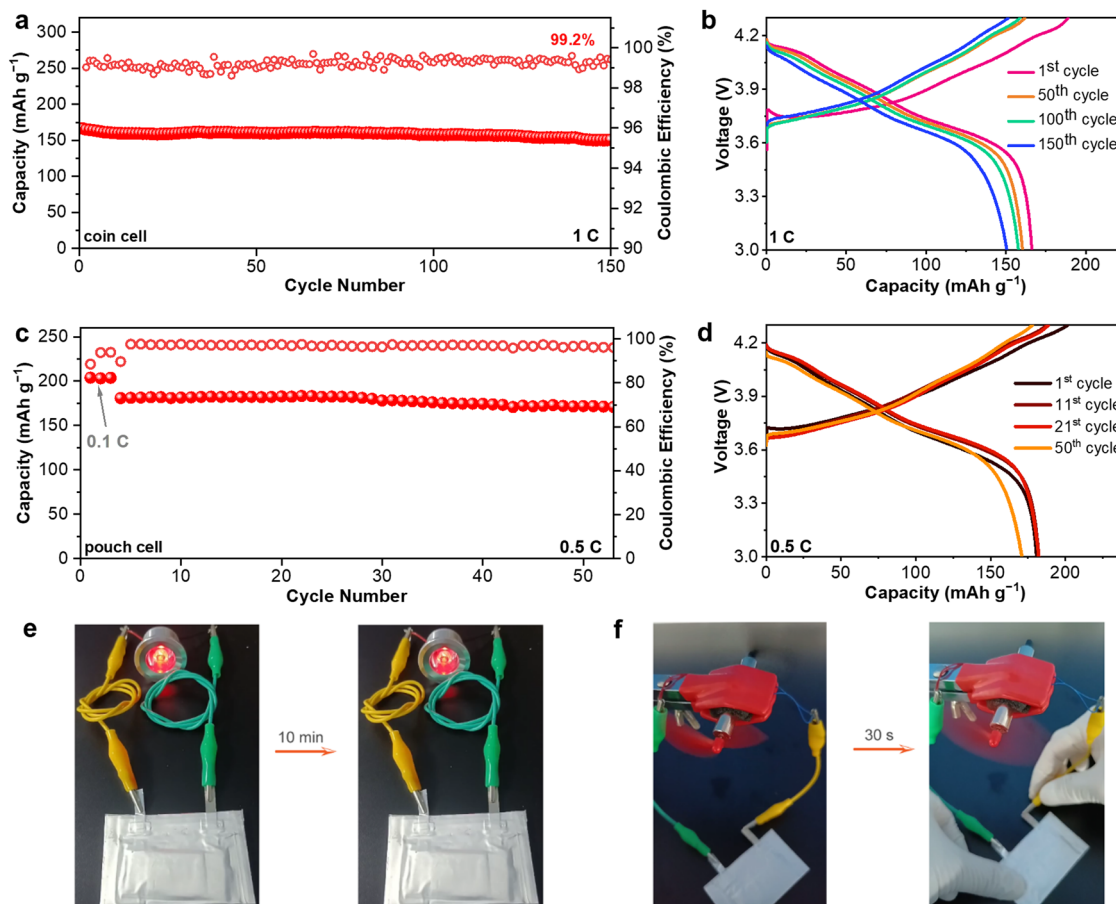 a
300
250
200
150
100
50
0
Capacity (mAh g⁻¹)
99.2%
coin cell
1 C
0
50
100
150
Cycle Number
100
98
96
94
92
90
Coulombic Efficiency (%)
b
4.2
3.9
3.6
3.3
3.0
Voltage (V)
1st cycle
50th cycle
100th cycle
150th cycle
1 C
0
50
100
150
200
Capacity (mAh g⁻¹)
c
250
200
150
100
50
0
Capacity (mAh g⁻¹)
0.1 C
pouch cell
0.5 C
0
10
20
30
40
50
Cycle Number
100
80
60
40
20
0
Coulombic Efficiency (%)
d
4.2
3.9
3.6
3.3
3.0
Voltage (V)
1st cycle
11st cycle
21st cycle
50th cycle
0.5 C
0
50
100
150
200
Capacity (mAh g⁻¹)
e
10 min
f
30 s